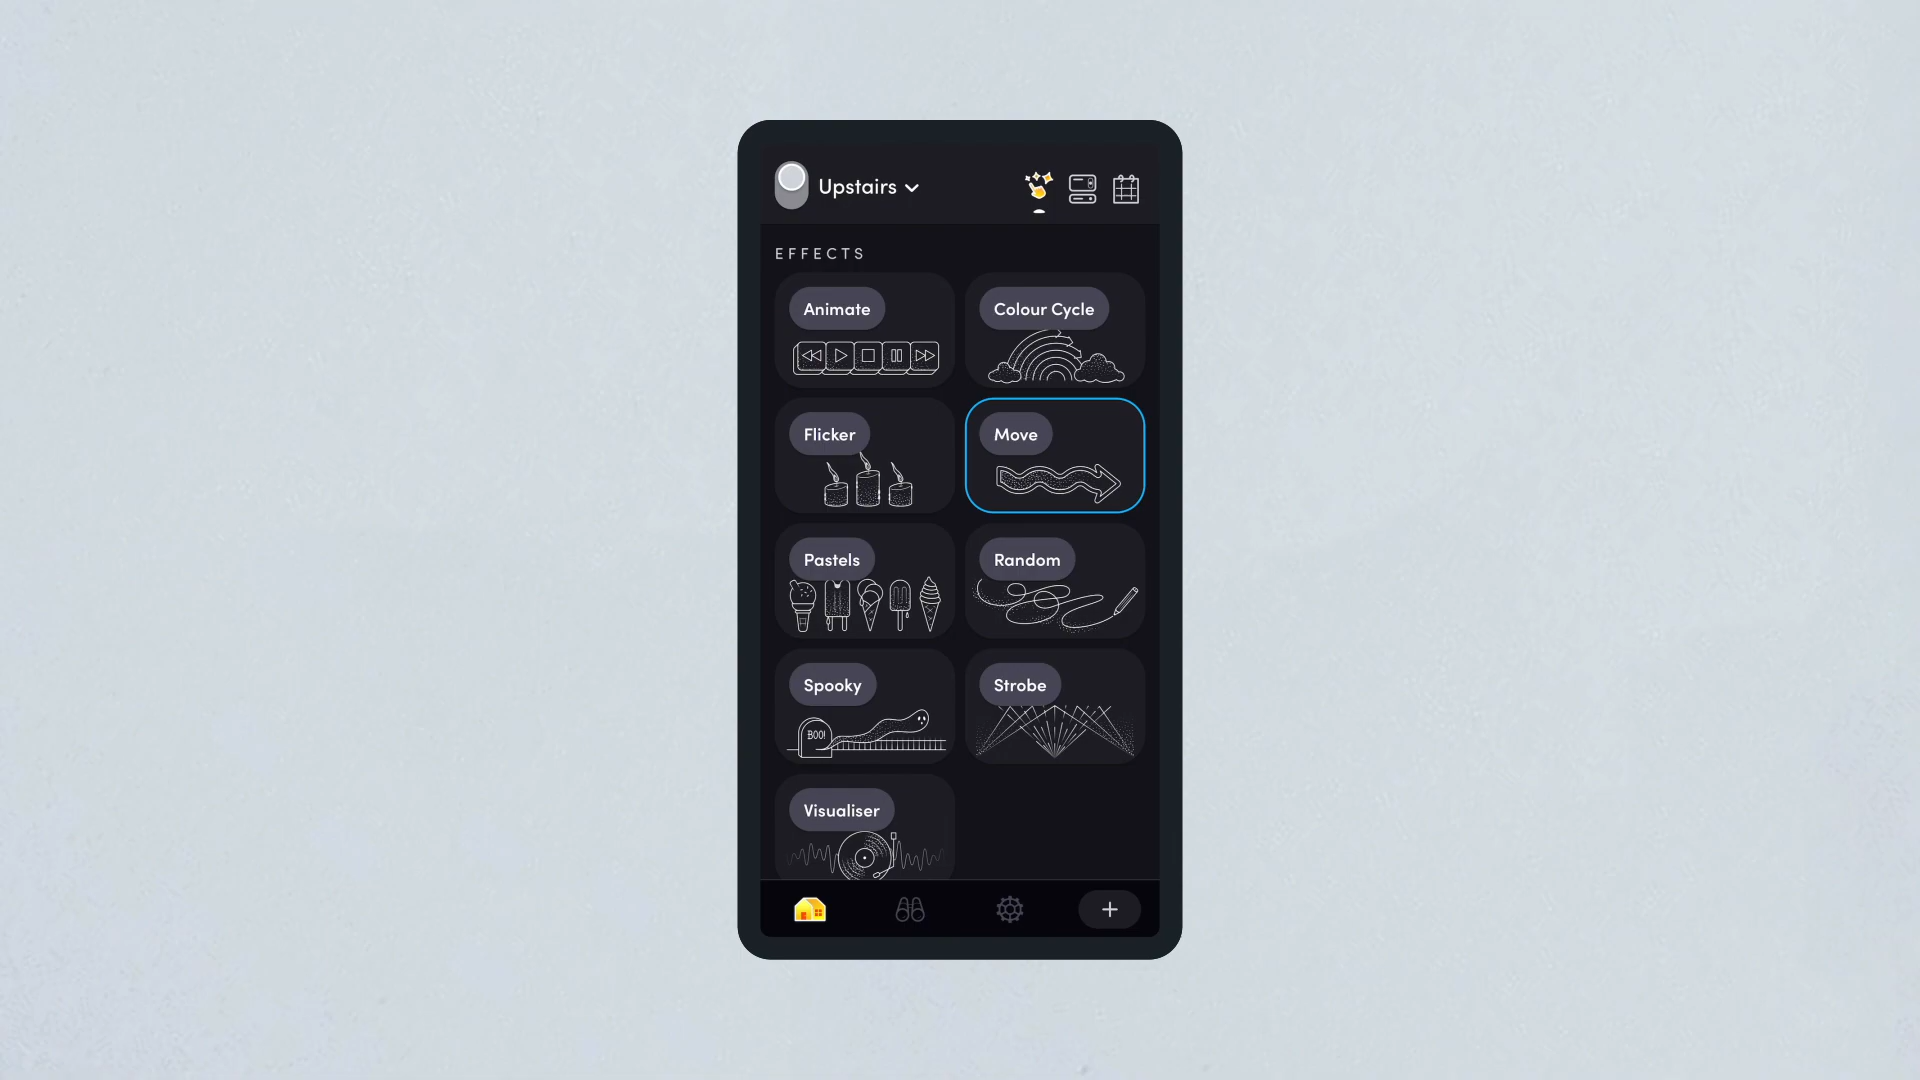 Upstairs
EFFECTS
Animate
Colour Cycle
Flicker
Move
Pastels
Random
Spooky
BOO!
Strobe
Visualiser